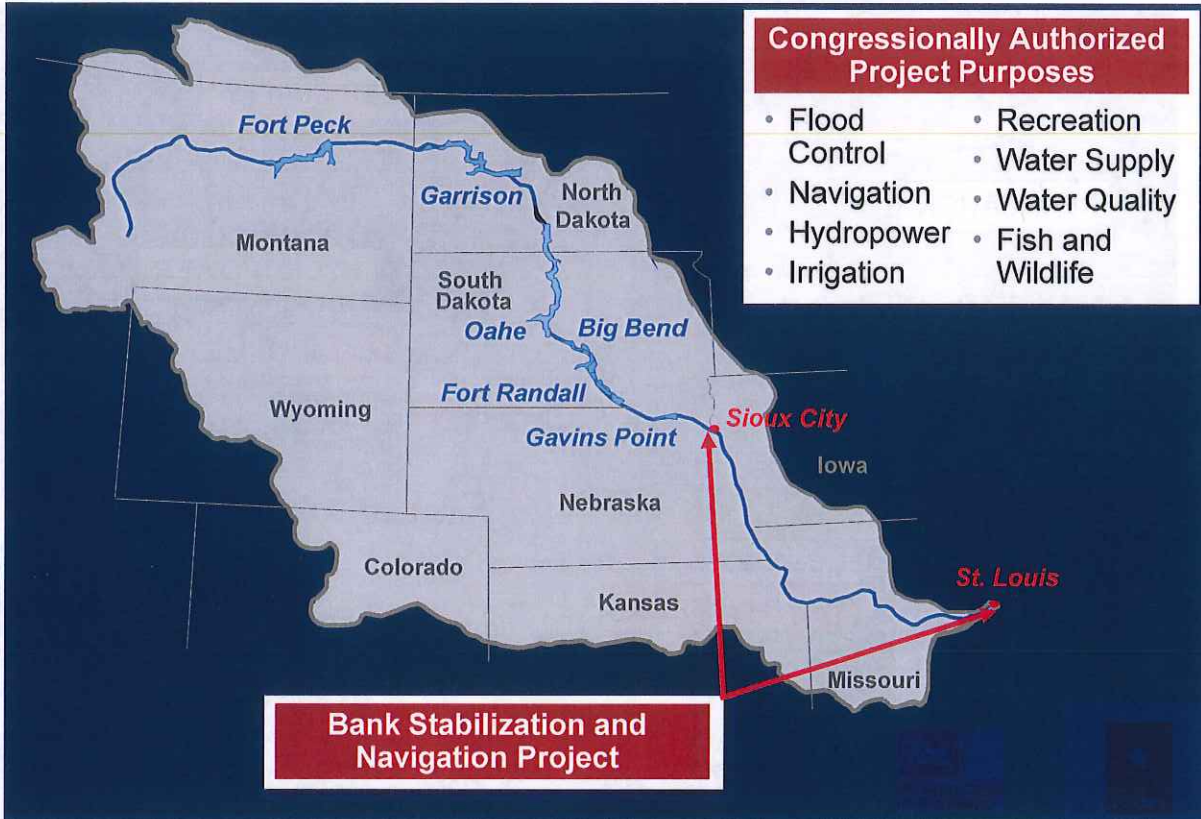 Congressionally Authorized
Project Purposes
• Flood
Control
• Navigation
• Hydropower
• Irrigation
• Recreation
• Water Supply
• Water Quality
• Fish and
Wildlife
Fort Peck
Garrison
North
Dakota
Montana
South
Dakota
Oahe
Big Bend
Fort Randall
Wyoming
Gavins Point
Sioux City
Iowa
Nebraska
Colorado
Kansas
St. Louis
Missouri
Bank Stabilization and
Navigation Project